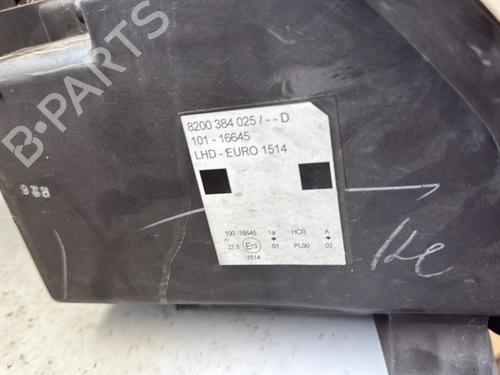 B-PARTS
8200 384 025 / - - D
101 - 16645
LHD - EURO 1514
R26
100 -16645 1a HCR A
27.5 E13 01 PL00 02
1514